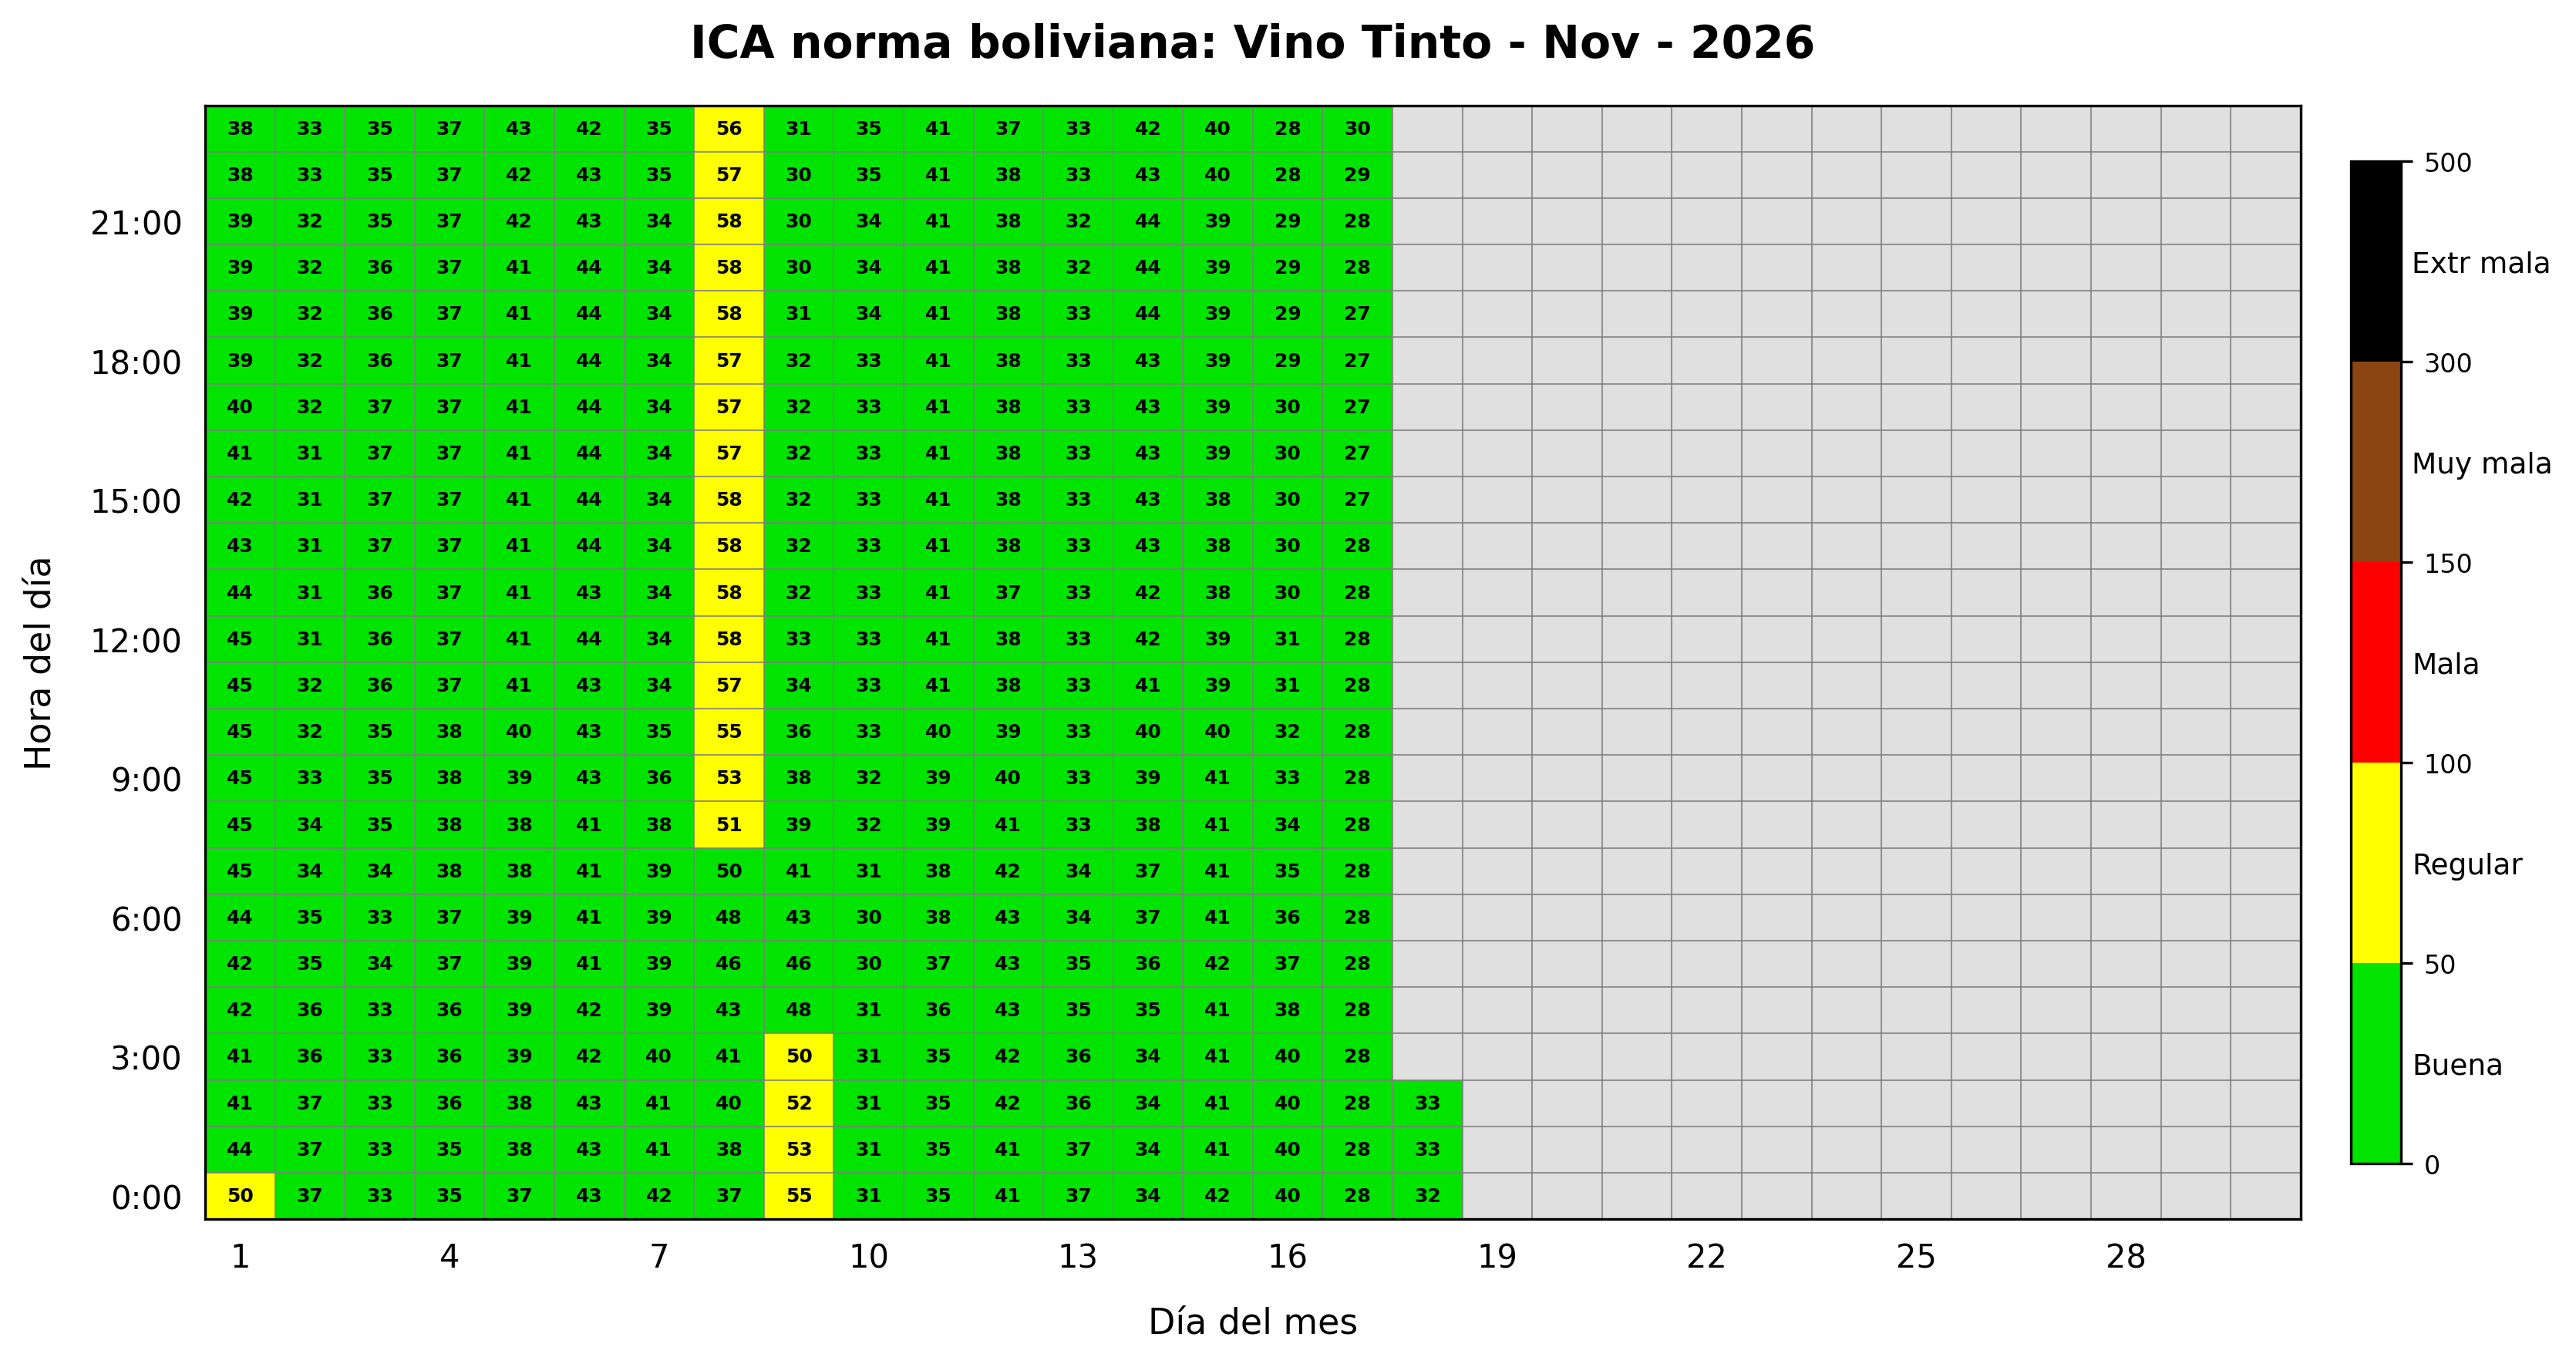 ICA norma boliviana: Vino Tinto - Nov - 2026
38 33 35 37 43 42 35 56 31 35 41 37 33 42 40 28 30
38 33 35 37 42 43 35 57 30 35 41 38 33 43 40 28 29
21:00 39 32 35 37 42 43 34 58 30 34 41 38 32 44 39 29 28
39 32 36 37 41 44 34 58 30 34 41 38 32 44 39 29 28
39 32 36 37 41 44 34 58 31 34 41 38 33 44 39 29 27
18:00 39 32 36 37 41 44 34 57 32 33 41 38 33 43 39 29 27
40 32 37 37 41 44 34 57 32 33 41 38 33 43 39 30 27
41 31 37 37 41 44 34 57 32 33 41 38 33 43 39 30 27
15:00 42 31 37 37 41 44 34 58 32 33 41 38 33 43 38 30 27
43 31 37 37 41 44 34 58 32 33 41 38 33 43 38 30 28
44 31 36 37 41 43 34 58 32 33 41 37 33 42 38 30 28
12:00 45 31 36 37 41 44 34 58 33 33 41 38 33 42 39 31 28
45 32 36 37 41 43 34 57 34 33 41 38 33 41 39 31 28
45 32 35 38 40 43 35 55 36 33 40 39 33 40 40 32 28
9:00 45 33 35 38 39 43 36 53 38 32 39 40 33 39 41 33 28
45 34 35 38 38 41 38 51 39 32 39 41 33 38 41 34 28
45 34 34 38 38 41 39 50 41 31 38 42 34 37 41 35 28
6:00 44 35 33 37 39 41 39 48 43 30 38 43 34 37 41 36 28
42 35 34 37 39 41 39 46 46 30 37 43 35 36 42 37 28
42 36 33 36 39 42 39 43 48 31 36 43 35 35 41 38 28
3:00 41 36 33 36 39 42 40 41 50 31 35 42 36 34 41 40 28
41 37 33 36 38 43 41 40 52 31 35 42 36 34 41 40 28 33
44 37 33 35 38 43 41 38 53 31 35 41 37 34 41 40 28 33
0:00 50 37 33 35 37 43 42 37 55 31 35 41 37 34 42 40 28 32
1 4 7 10 13 16 19 22 25 28
Día del mes
Hora del día
500
Extr mala
300
Muy mala
150
Mala
100
Regular
50
Buena
0